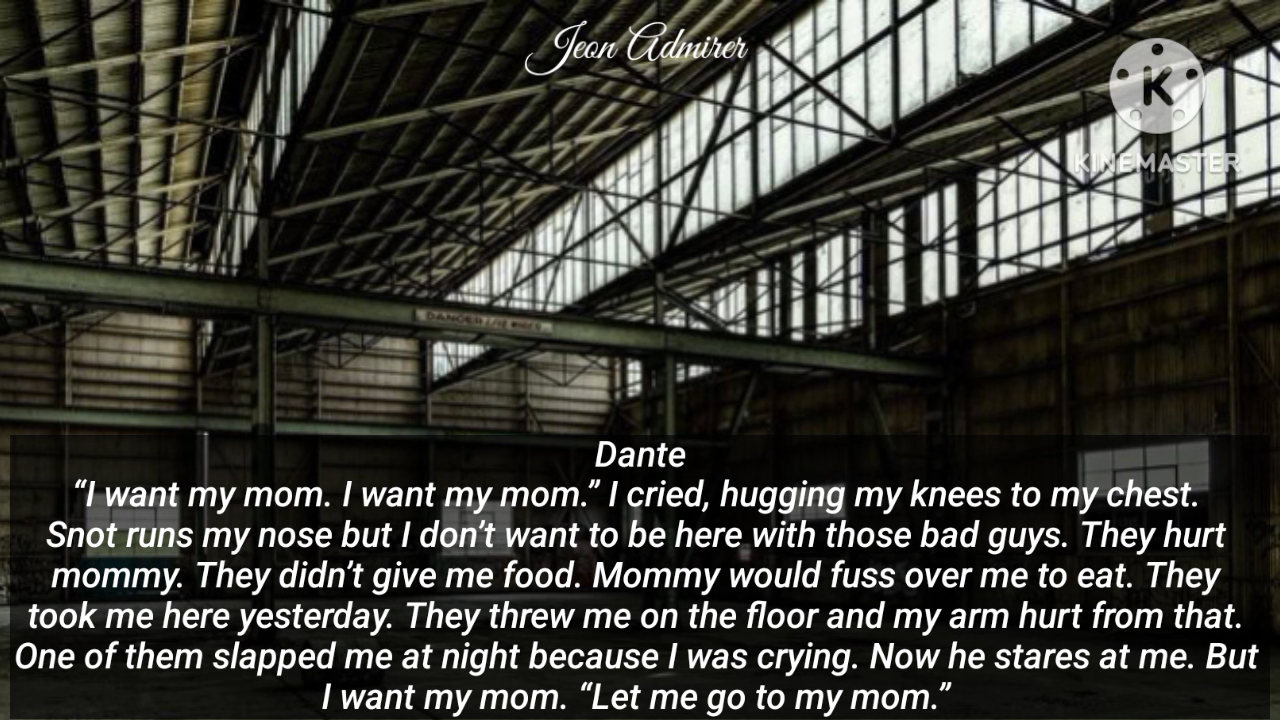 Jeon Admirer
K
KINEMASTER
DANGER
Dante
“I want my mom. I want my mom.” I cried, hugging my knees to my chest.
Snot runs my nose but I don’t want to be here with those bad guys. They hurt
mommy. They didn’t give me food. Mommy would fuss over me to eat. They
took me here yesterday. They threw me on the floor and my arm hurt from that.
One of them slapped me at night because I was crying. Now he stares at me. But
I want my mom. “Let me go to my mom.”